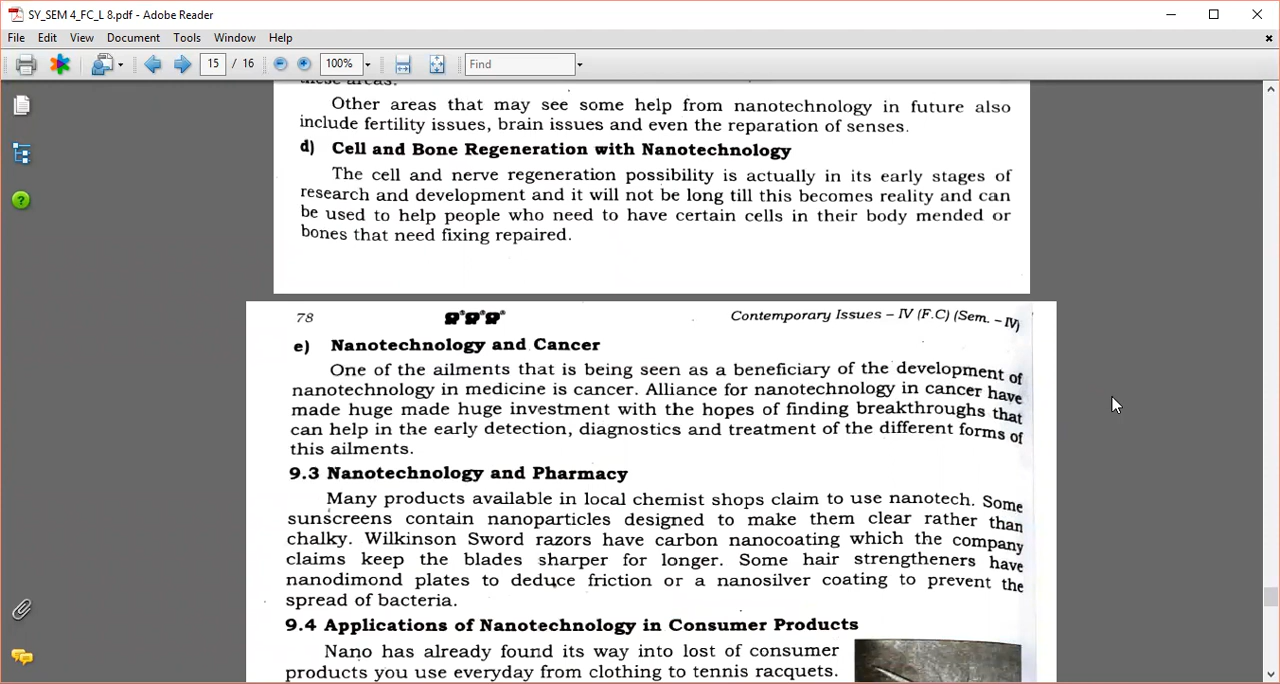 SY_SEM 4_FC_L 8.pdf - Adobe Reader
File Edit View Document Tools Window Help
15 / 16 100% Find
these areas.
Other areas that may see some help from nanotechnology in future also
include fertility issues, brain issues and even the reparation of senses.
d) Cell and Bone Regeneration with Nanotechnology
The cell and nerve regeneration possibility is actually in its early stages of
research and development and it will not be long till this becomes reality and can
be used to help people who need to have certain cells in their body mended or
bones that need fixing repaired.
78 Contemporary Issues – IV (F.C) (Sem. – IV)
e) Nanotechnology and Cancer
One of the ailments that is being seen as a beneficiary of the development of
nanotechnology in medicine is cancer. Alliance for nanotechnology in cancer have
made huge made huge investment with the hopes of finding breakthroughs that
can help in the early detection, diagnostics and treatment of the different forms of
this ailments.
9.3 Nanotechnology and Pharmacy
Many products available in local chemist shops claim to use nanotech. Some
sunscreens contain nanoparticles designed to make them clear rather than
chalky. Wilkinson Sword razors have carbon nanocoating which the company
claims keep the blades sharper for longer. Some hair strengtheners have
nanodimond plates to deduce friction or a nanosilver coating to prevent the
spread of bacteria.
9.4 Applications of Nanotechnology in Consumer Products
Nano has already found its way into lost of consumer
products you use everyday from clothing to tennis racquets.